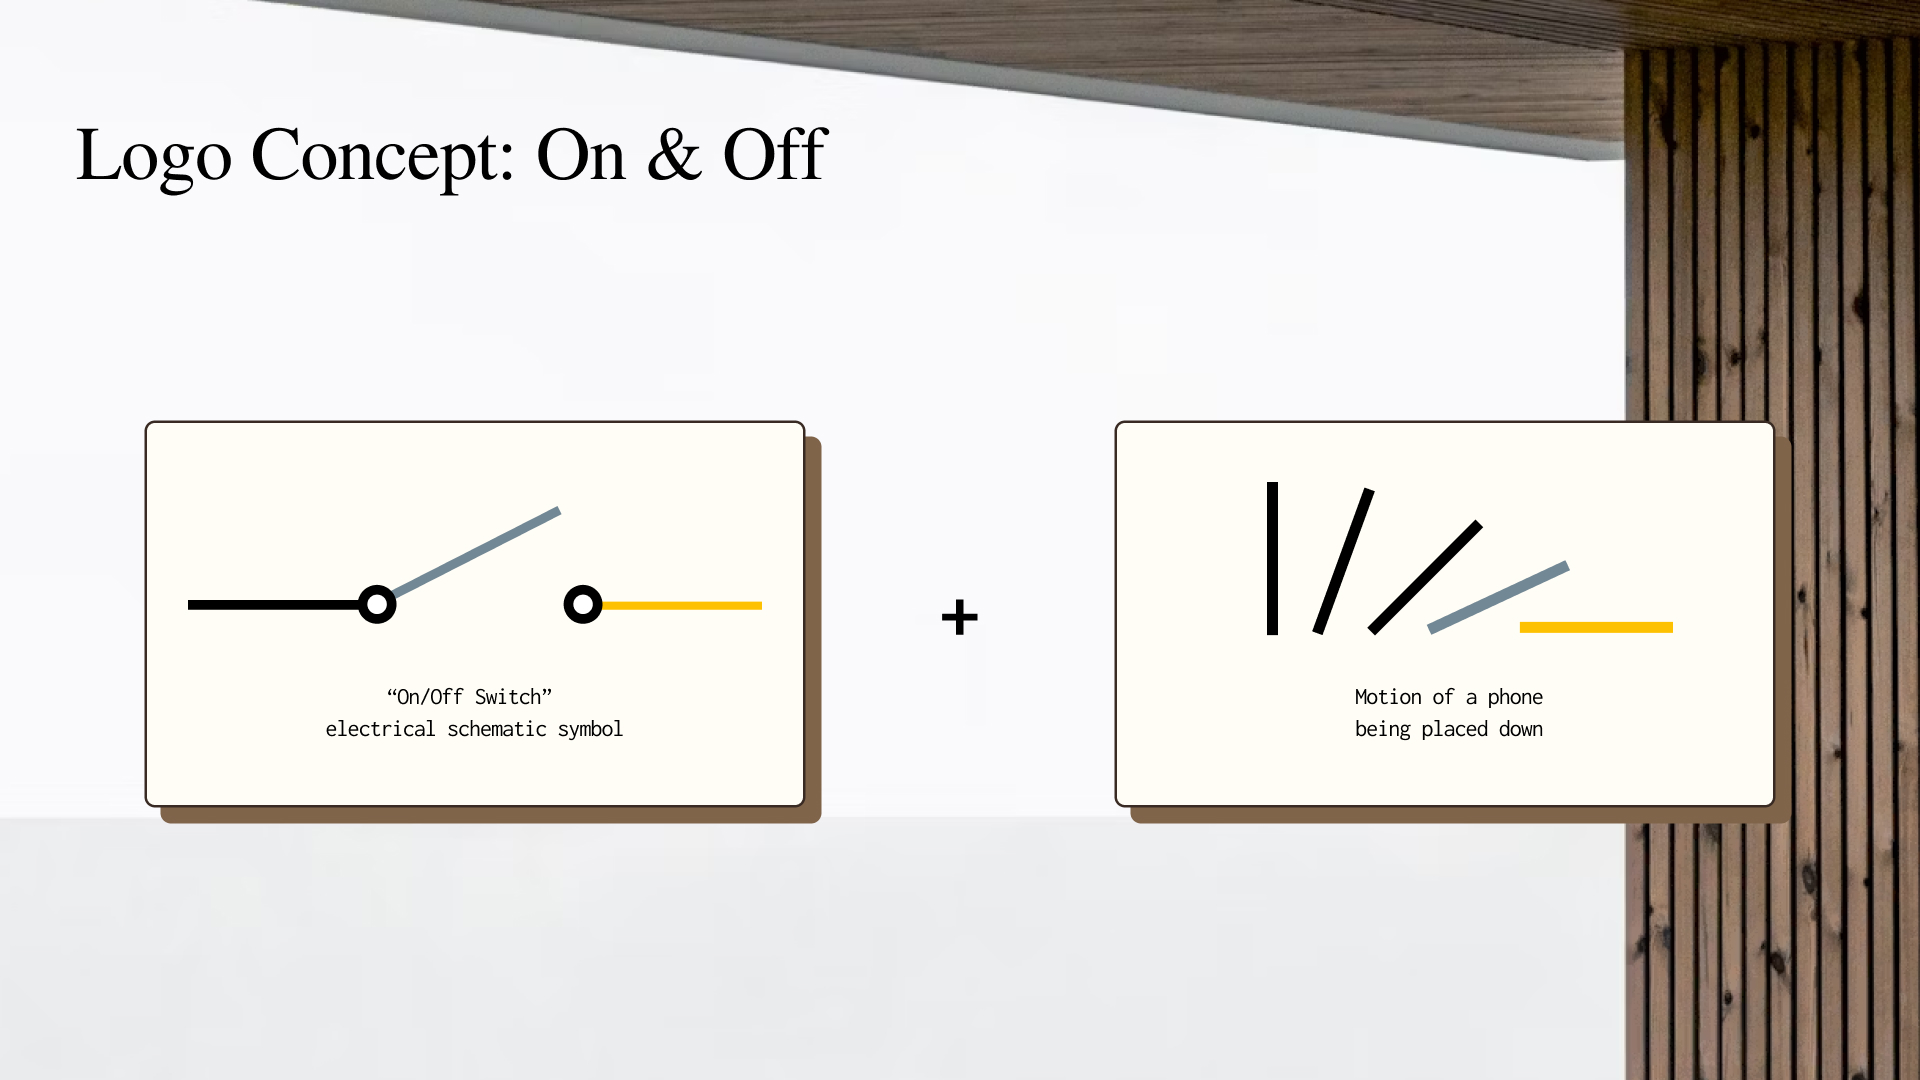 Logo Concept: On & Off
+
“On/Off Switch”
electrical schematic symbol
Motion of a phone
being placed down